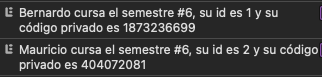 Bernardo cursa el semestre #6, su id es 1 y su
código privado es 1873236699
Mauricio cursa el semestre #6, su id es 2 y su código
privado es 404072081